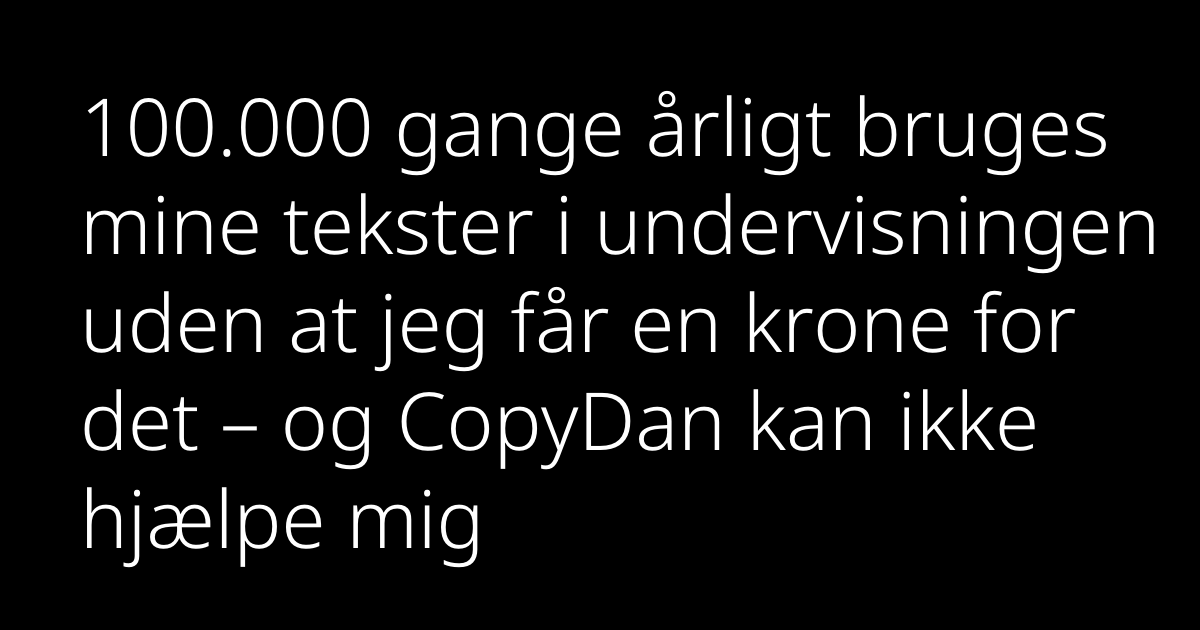 100.000 gange årligt bruges
mine tekster i undervisningen
uden at jeg får en krone for
det – og CopyDan kan ikke
hjælpe mig